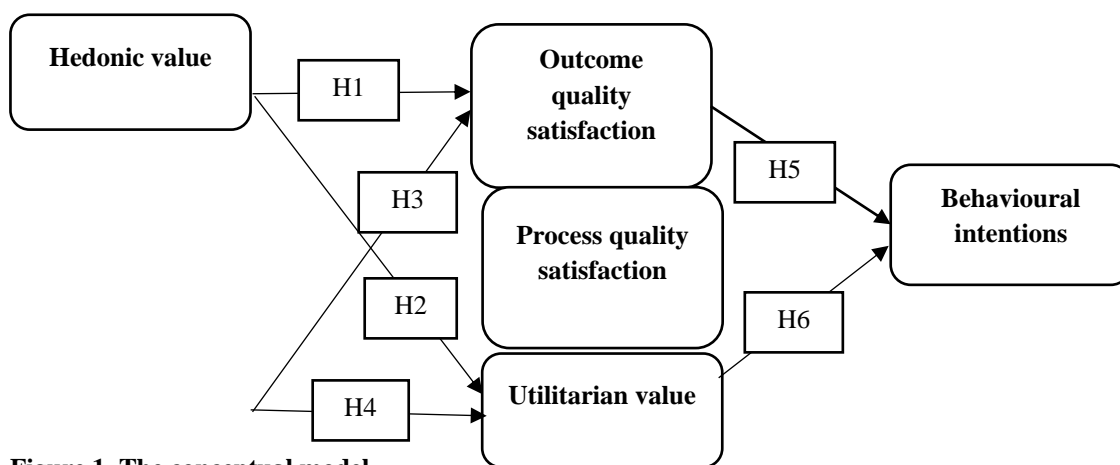 Hedonic value
H1
Outcome
quality
satisfaction
H3
H5
Behavioural
intentions
Process quality
satisfaction
H2
H6
Utilitarian value
H4
Figure 1. The conceptual model